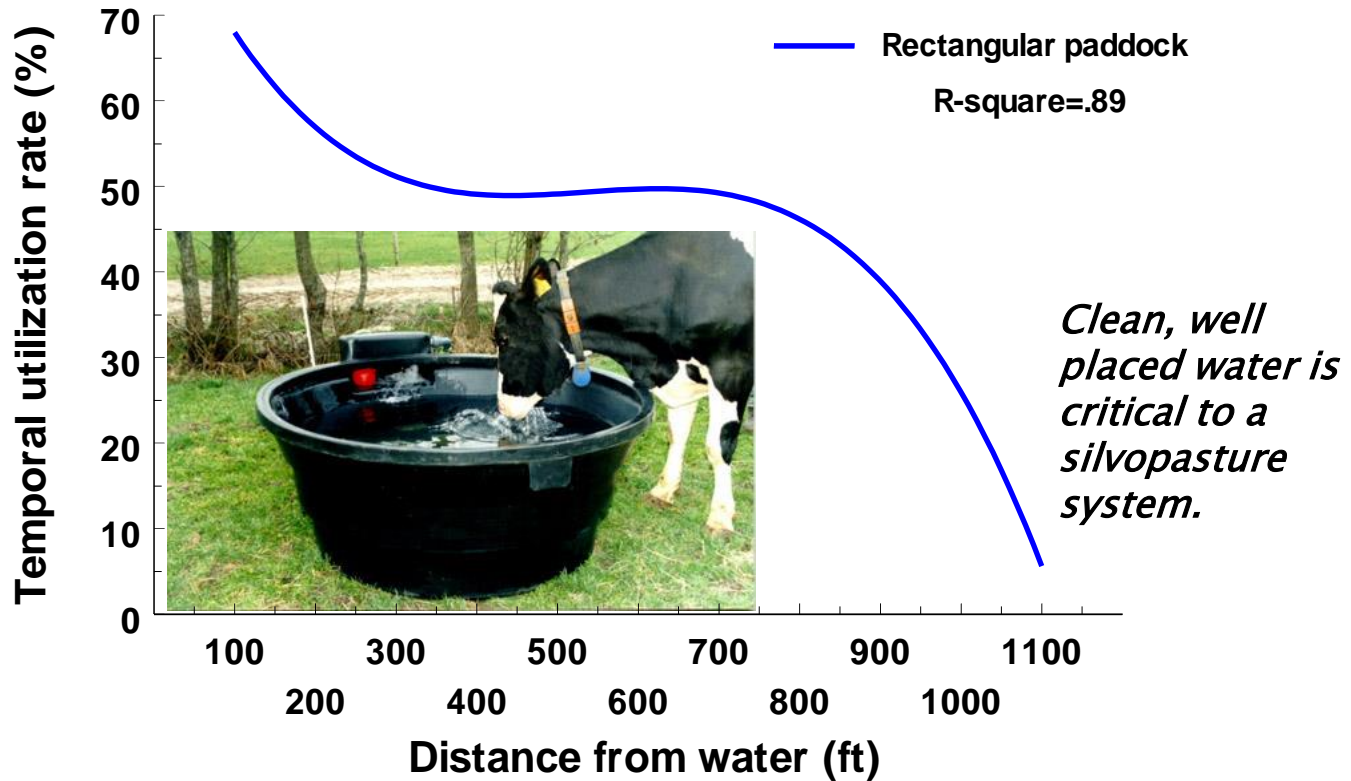 70
60
50
40
30
20
10
0
Temporal utilization rate (%)
Rectangular paddock
R-square=.89
Clean, well
placed water is
critical to a
silvopasture
system.
100 300 500 700 900 1100
200 400 600 800 1000
Distance from water (ft)